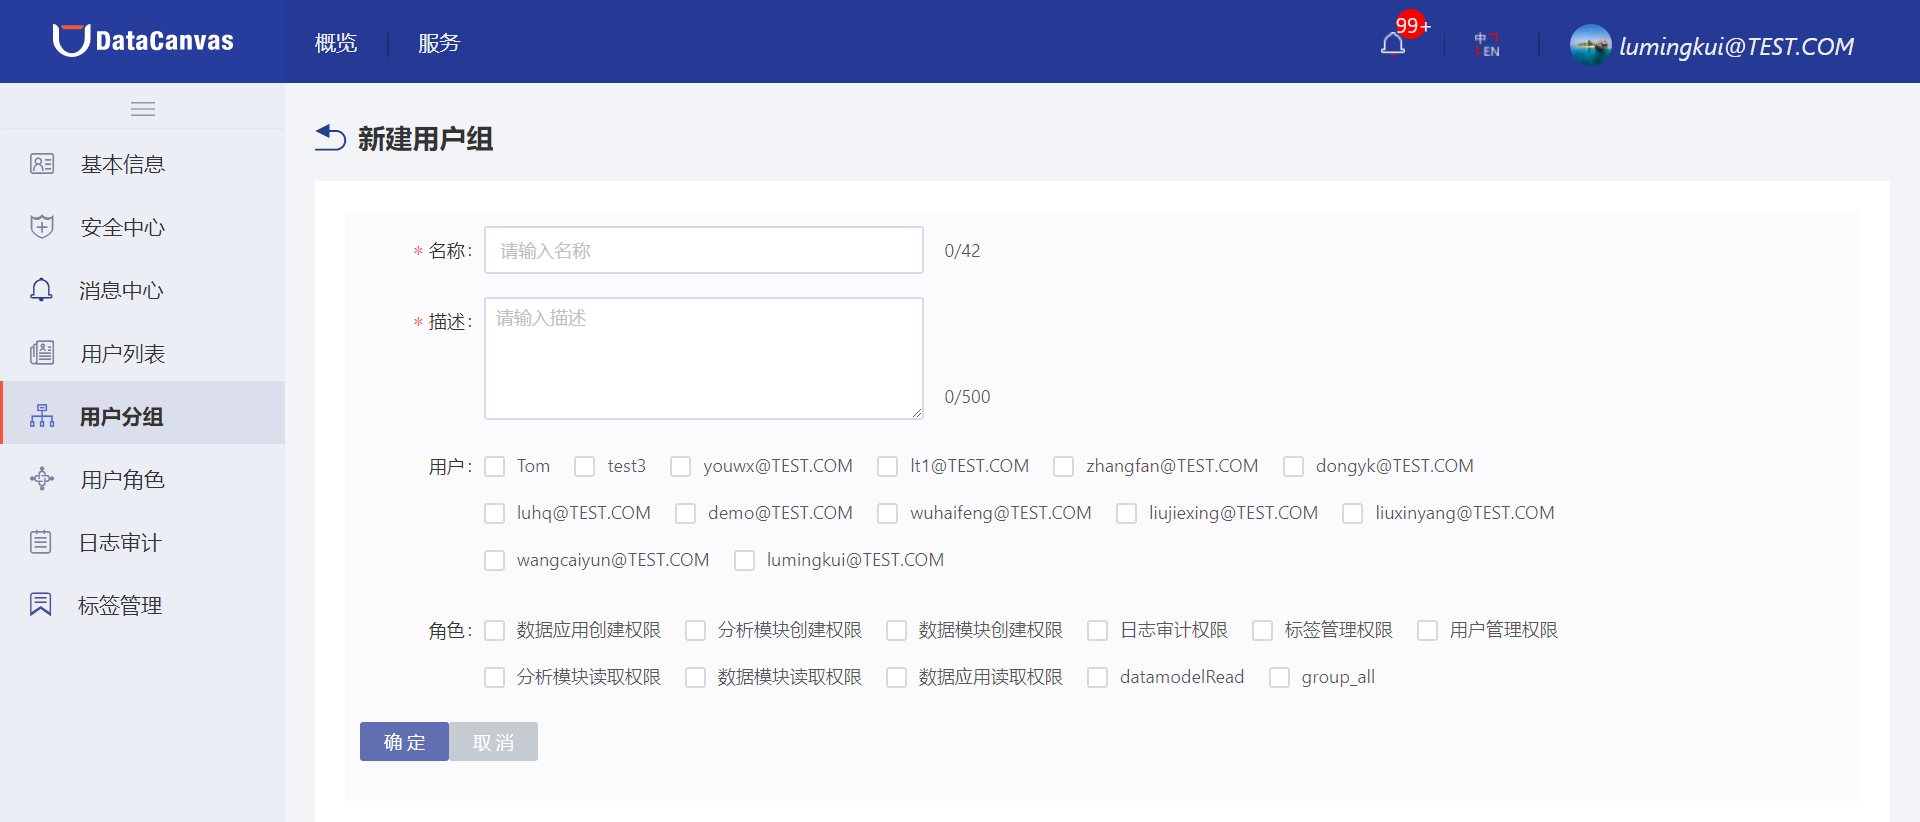 DataCanvas
概览
服务
99+
中
EN
lumingkui@TEST.COM
基本信息
安全中心
消息中心
用户列表
用户分组
用户角色
日志审计
标签管理
新建用户组
* 名称: 请输入名称 0/42
* 描述: 请输入描述
0/500
用户: Tom test3 youwx@TEST.COM lt1@TEST.COM zhangfan@TEST.COM dongyk@TEST.COM
luhq@TEST.COM demo@TEST.COM wuhaifeng@TEST.COM liujiexing@TEST.COM liuxinyang@TEST.COM
wangcaiyun@TEST.COM lumingkui@TEST.COM
角色: 数据应用创建权限 分析模块创建权限 数据模块创建权限 日志审计权限 标签管理权限 用户管理权限
分析模块读取权限 数据模块读取权限 数据应用读取权限 datamodelRead group_all
确 定 取 消